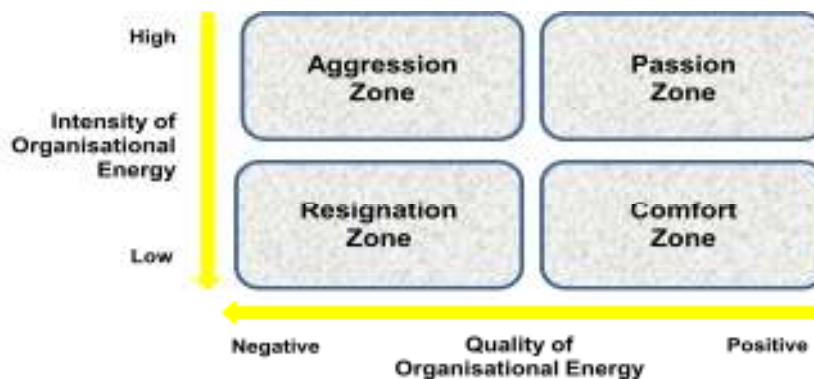 High
Aggression
Zone
Passion
Zone
Intensity of
Organisational
Energy
Resignation
Zone
Comfort
Zone
Low
Negative
Quality of
Organisational Energy
Positive